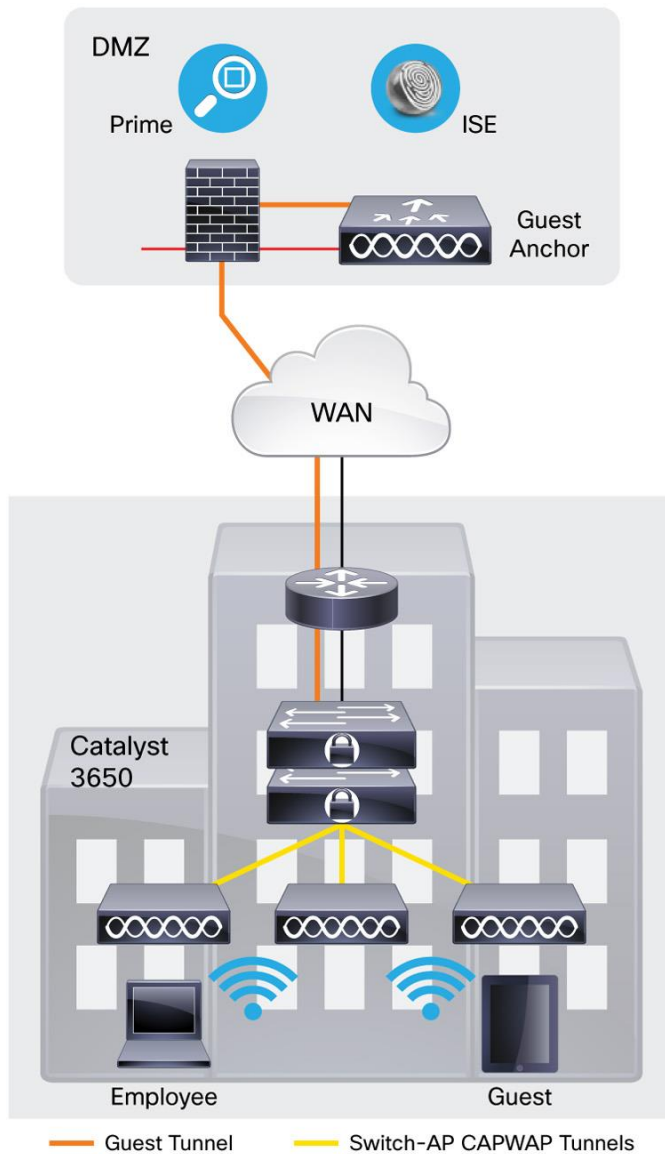 DMZ
Prime
ISE
Guest
Anchor
WAN
Catalyst
3650
Employee
Guest
Guest Tunnel
Switch-AP CAPWAP Tunnels